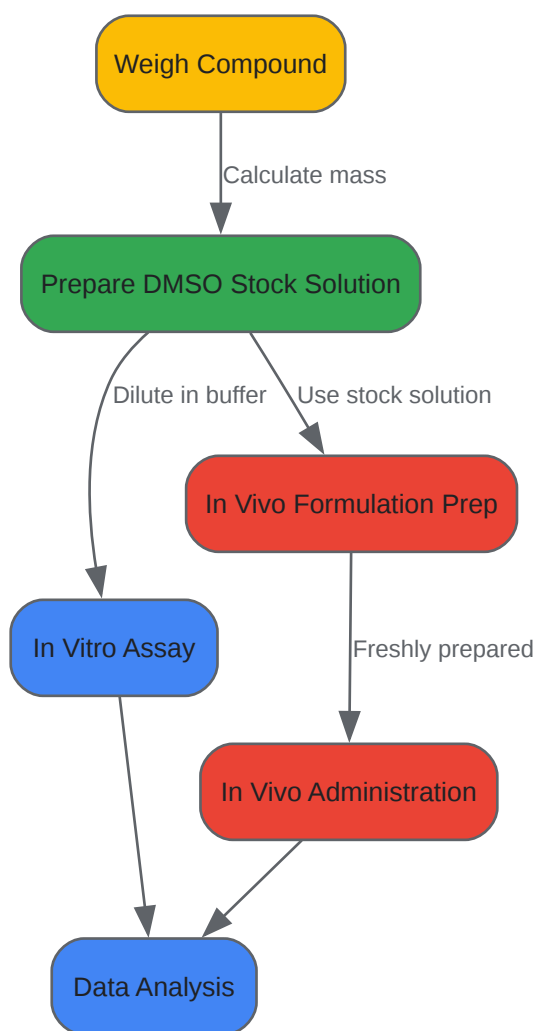 Weigh Compound
Calculate mass
Prepare DMSO Stock Solution
Dilute in buffer
Use stock solution
In Vivo Formulation Prep
In Vitro Assay
Freshly prepared
In Vivo Administration
Data Analysis